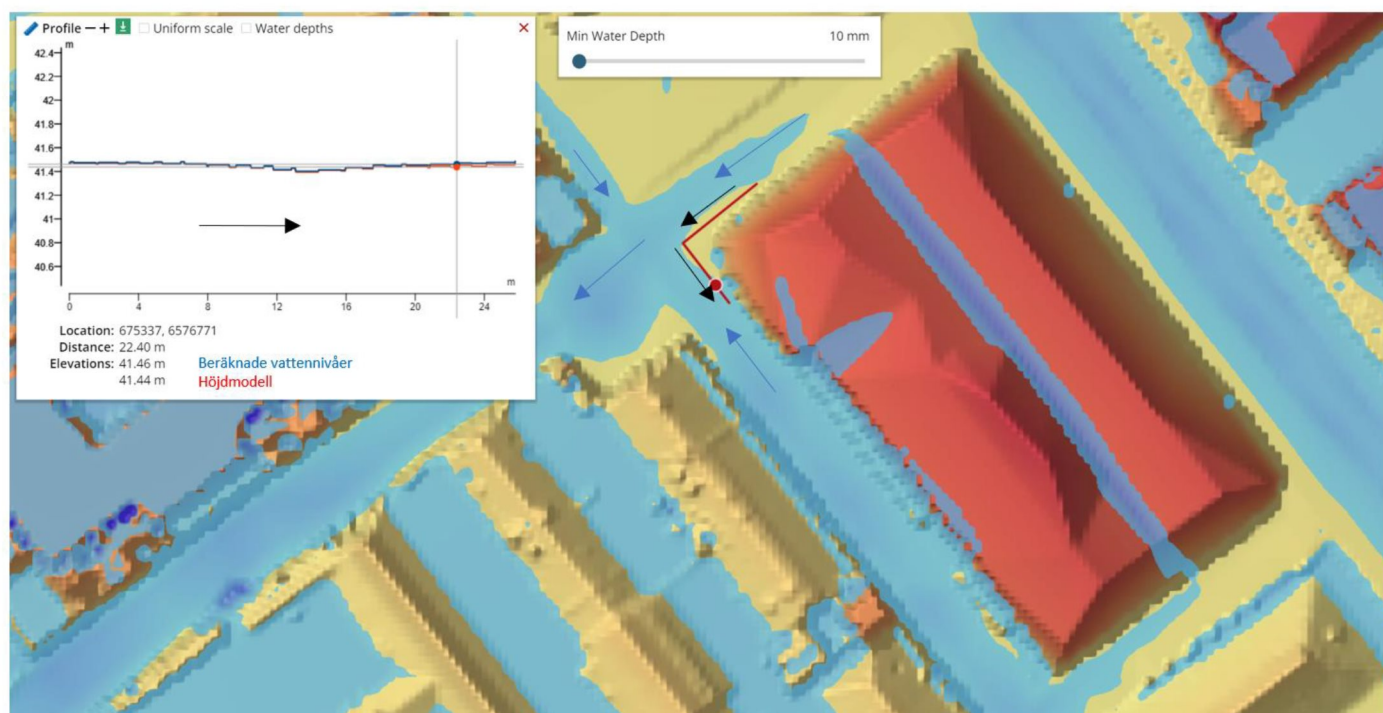 Profile − + Uniform scale Water depths
m
42.4
42.2
42
41.8
41.6
41.4
41.2
41
40.8
40.6
m
0 4 8 12 16 20 24
Location: 675337, 6576771
Distance: 22.40 m
Elevations: 41.46 m Beräknade vattennivåer
41.44 m Höjdmodell
Min Water Depth 10 mm